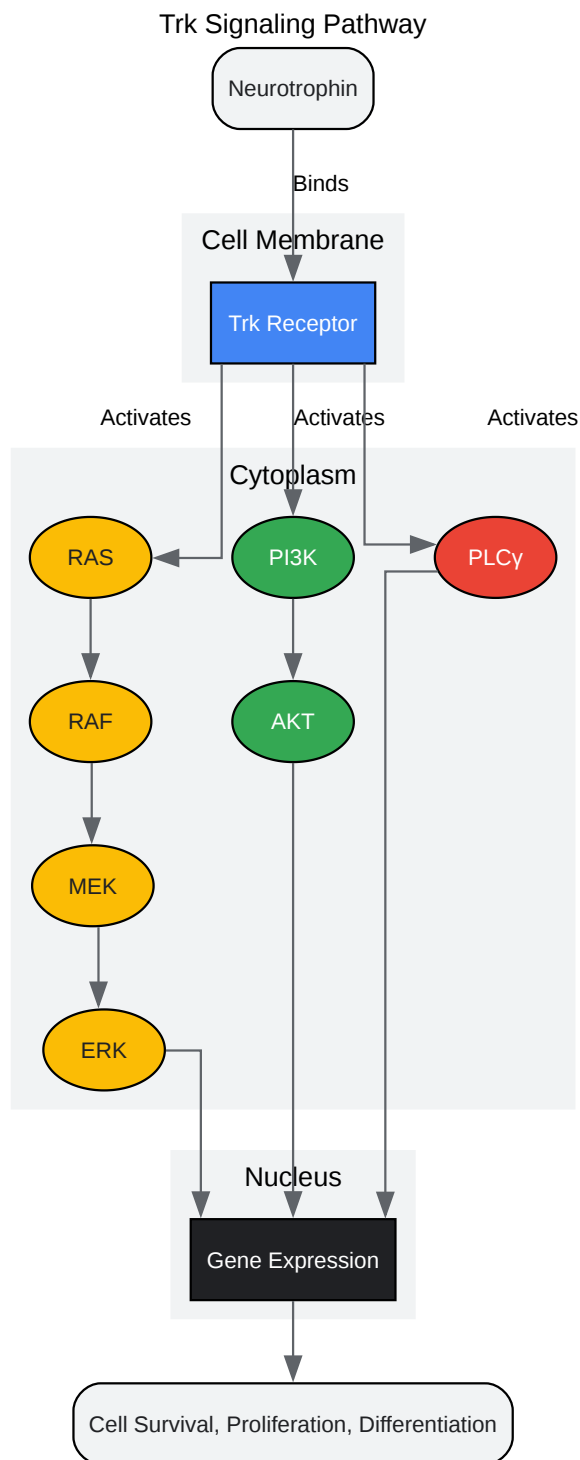 Trk Signaling Pathway
Neurotrophin
Binds
Cell Membrane
Trk Receptor
Activates
Activates
Activates
Cytoplasm
RAS
PI3K
PLCγ
RAF
AKT
MEK
ERK
Nucleus
Gene Expression
Cell Survival, Proliferation, Differentiation